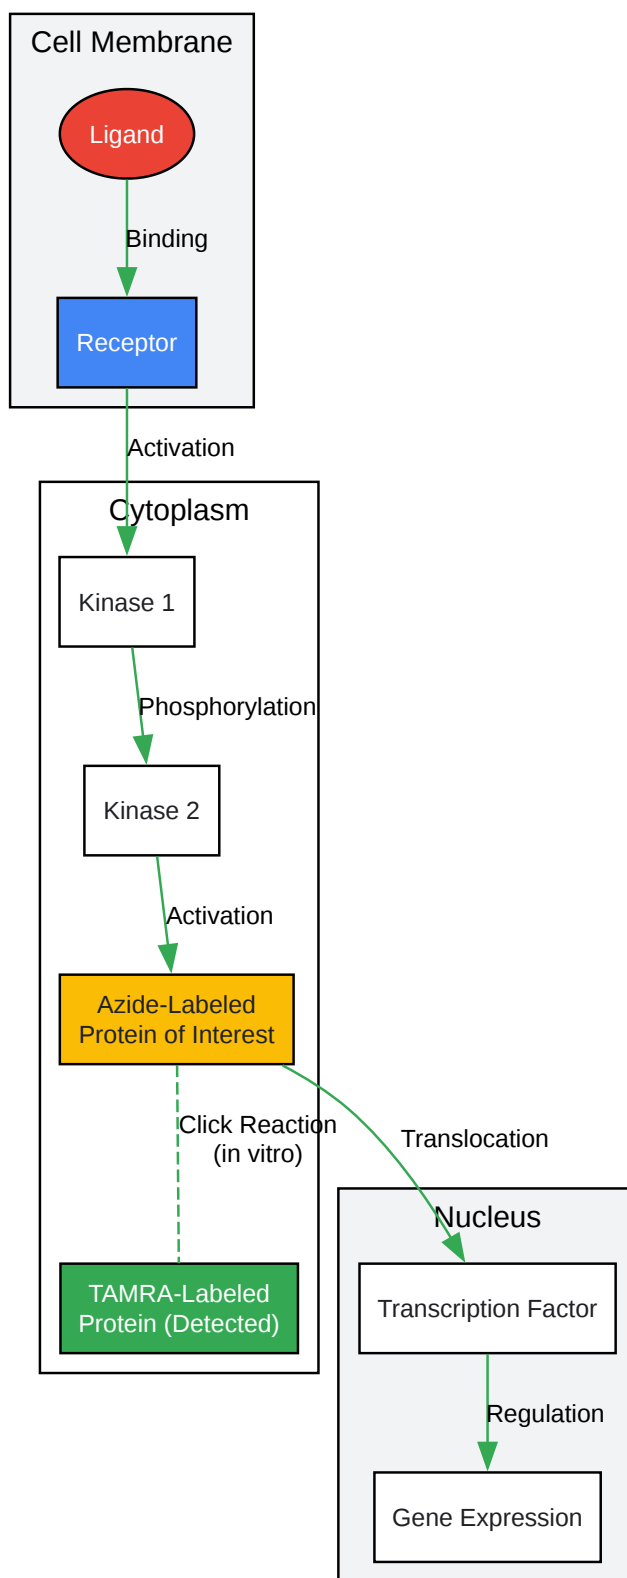 Cell Membrane
Ligand
Binding
Receptor
Activation
Cytoplasm
Kinase 1
Phosphorylation
Kinase 2
Activation
Azide-Labeled
Protein of Interest
Click Reaction
(in vitro)
Translocation
Nucleus
TAMRA-Labeled
Protein (Detected)
Transcription Factor
Regulation
Gene Expression